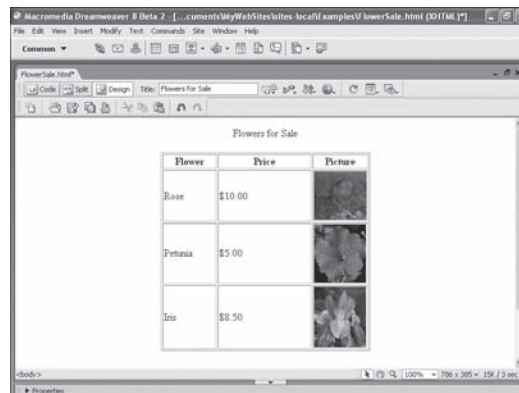 Macromedia Dreamweaver 8 Beta 2 - [...cuments\MyWebSites\sites-local\Examples\FlowerSale.html (XHTML)*]
File Edit View Insert Modify Text Commands Site Window Help
Common
FlowerSale.html*
Code Split Design Title: Flowers for Sale
Flowers for Sale
Flower Price Picture
Rose $10.00
Petunia $5.00
Iris $8.50
<body> 100% 786 x 385 15K / 3 sec
Properties